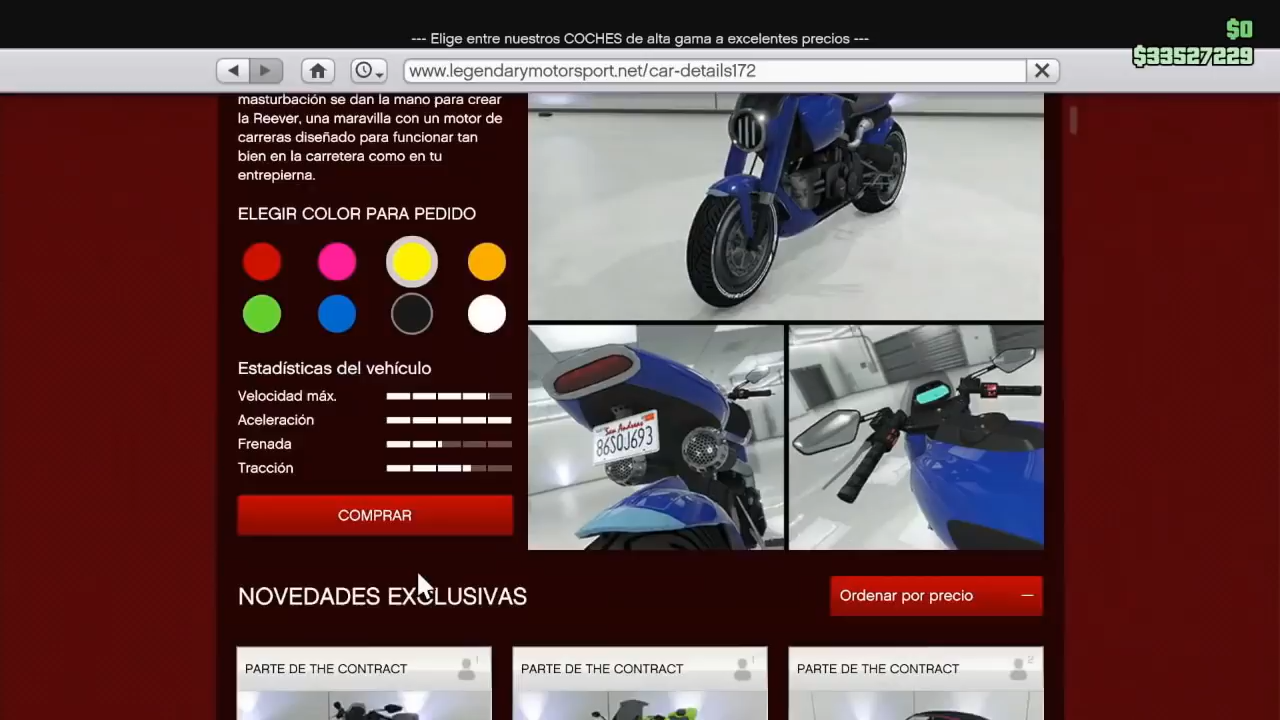 --- Elige entre nuestros COCHES de alta gama a excelentes precios ---
$0
$33527229
www.legendarymotorsport.net/car-details172
masturbación se dan la mano para crear
la Reever, una maravilla con un motor de
carreras diseñado para funcionar tan
bien en la carretera como en tu
entrepierna.
ELEGIR COLOR PARA PEDIDO
Estadísticas del vehículo
Velocidad máx.
Aceleración
Frenada
Tracción
COMPRAR
San Andreas
86SOJ693
NOVEDADES EXCLUSIVAS
Ordenar por precio
PARTE DE THE CONTRACT
1
PARTE DE THE CONTRACT
1
PARTE DE THE CONTRACT
2